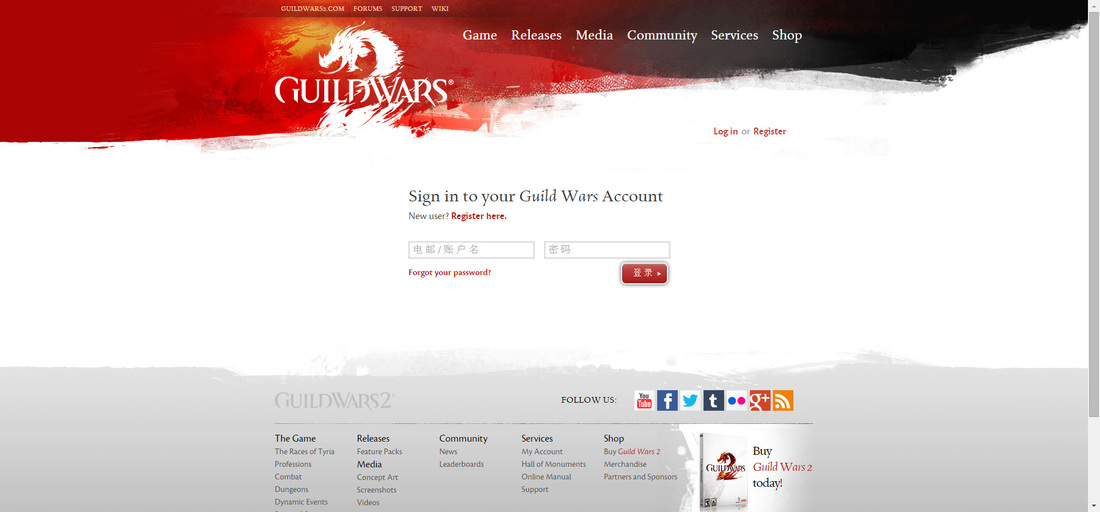 GUILDWARS2.COM FORUMS SUPPORT WIKI
Game Releases Media Community Services Shop
GUILDWARS®
Log in or Register
Sign in to your Guild Wars Account
New user? Register here.
电邮/账户名 密码
Forgot your password? 登录
GUILDWARS2
FOLLOW US: You Tube f t g+
The Game Releases Community Services Shop
The Races of Tyria Feature Packs News My Account Buy Guild Wars 2
Professions Media Leaderboards Hall of Monuments Merchandise
Combat Concept Art Online Manual Partners and Sponsors
Dungeons Screenshots Support
Dynamic Events Videos
GUILDWARS
Buy
Guild Wars 2
today!